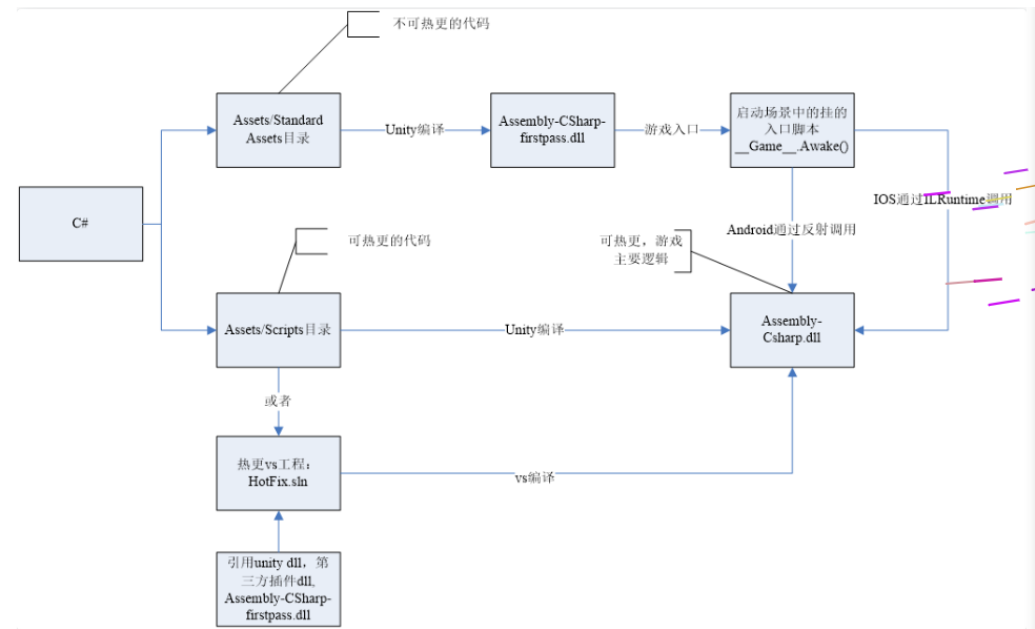 不可热更的代码
Assets/Standard
Assets目录
Unity编译
Assembly-CSharp-
firstpass.dll
游戏入口
启动场景中的挂的
入口脚本
__Game__.Awake()
C#
IOS通过ILRuntime调用
Android通过反射调用
可热更的代码
可热更，游戏
主要逻辑
Assets/Scripts目录
Unity编译
Assembly-
Csharp.dll
或者
热更vs工程：
HotFix.sln
vs编译
引用unity dll，第
三方插件dll,
Assembly-CSharp-
firstpass.dll